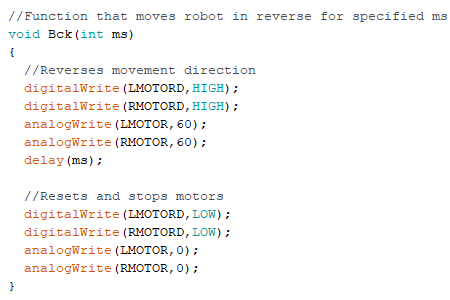 //Function that moves robot in reverse for specified ms
void Bck(int ms)
{
  //Reverses movement direction
  digitalWrite(LMOTORD,HIGH);
  digitalWrite(RMOTORD,HIGH);
  analogWrite(LMOTOR,60);
  analogWrite(RMOTOR,60);
  delay(ms);

  //Resets and stops motors
  digitalWrite(LMOTORD,LOW);
  digitalWrite(RMOTORD,LOW);
  analogWrite(LMOTOR,0);
  analogWrite(RMOTOR,0);
}